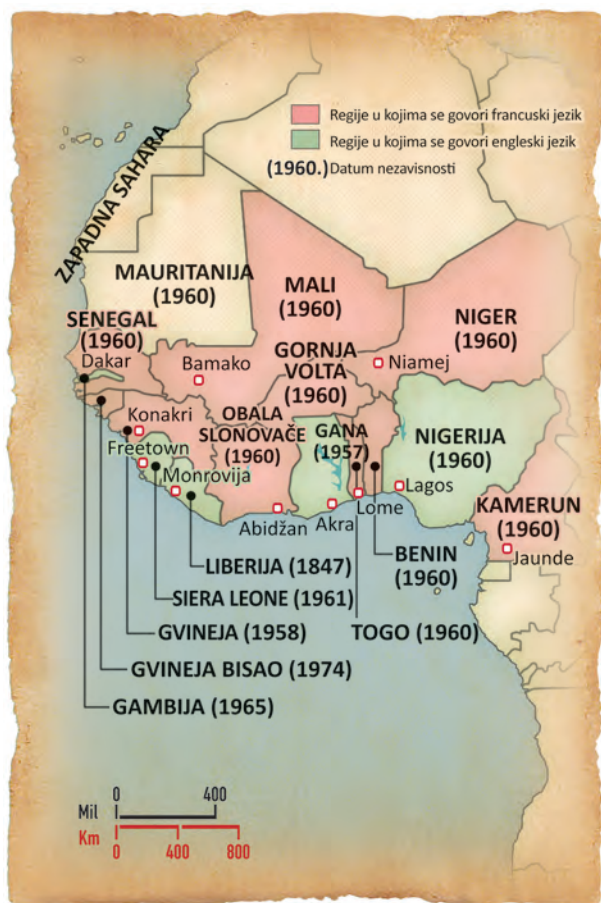 Regije u kojima se govori francuski jezik
Regije u kojima se govori engleski jezik
(1960.) Datum nezavisnosti
ZAPADNA SAHARA
MAURITANIJA
(1960)
MALI
(1960)
NIGER
(1960)
SENEGAL
(1960)
Dakar
Bamako
GORNJA
VOLTA
(1960)
Niamej
Konakri
OBALA
SLONOVAČE
(1960)
GANA
(1957)
NIGERIJA
(1960)
Freetown
Monrovija
Abidžan
Akra
Lome
Lagos
KAMERUN
(1960)
Jaunde
BENIN
(1960)
LIBERIJA (1847)
SIERA LEONE (1961)
GVINEJA (1958)
TOGO (1960)
GVINEJA BISAO (1974)
GAMBIJA (1965)
0 400
Mil
Km
0 400 800